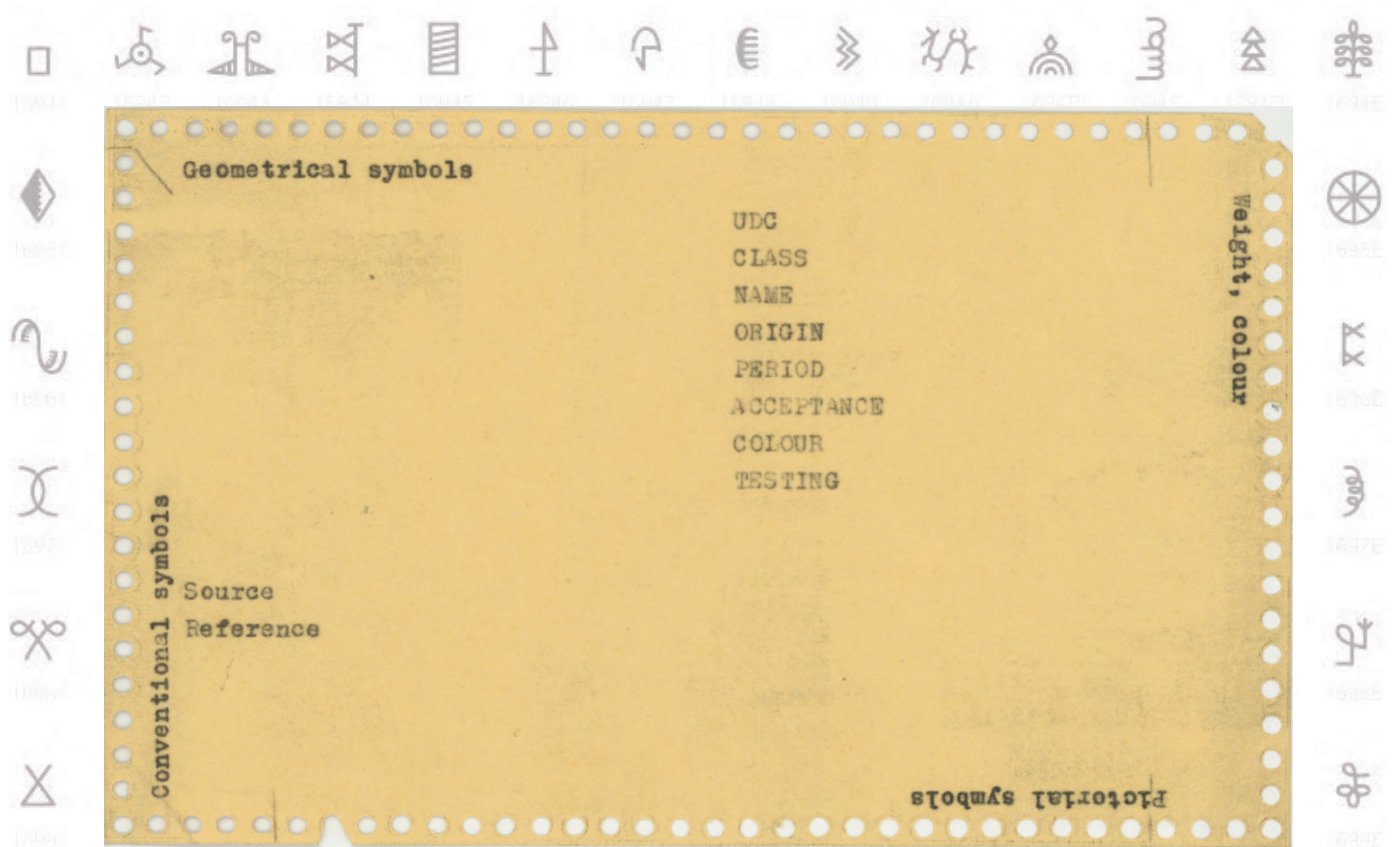 Geometrical symbols
UDC
CLASS
NAME
ORIGIN
PERIOD
ACCEPTANCE
COLOUR
TESTING
Weight, colour
Conventional symbols
Source
Reference
Pictorial symbols